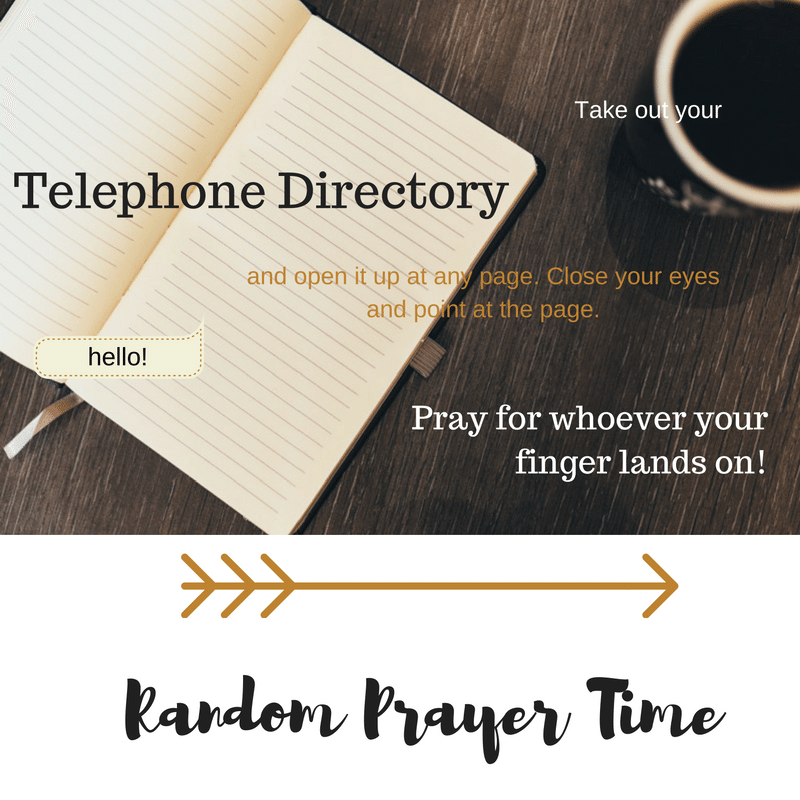 Take out your
Telephone Directory
and open it up at any page. Close your eyes
and point at the page.
hello!
Pray for whoever your
finger lands on!
Random Prayer Time